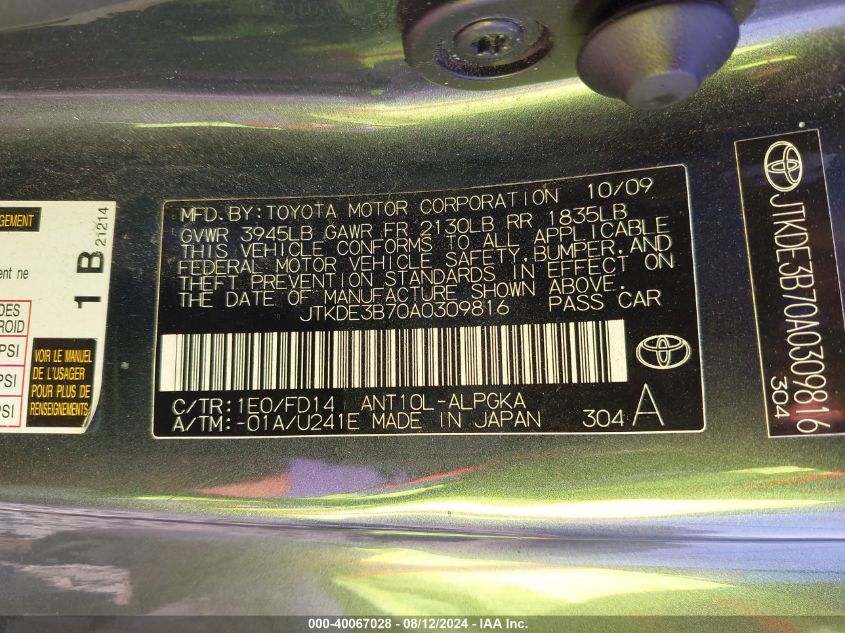 GEMENT
ent ne
DES
ROID
PSI
PSI
PSI
1 B
21214
VOIR LE MANUEL
DE L'USAGER
POUR PLUS DE
RENSEIGNEMENTS
MFD. BY: TOYOTA MOTOR CORPORATION 10/09
GVWR 3945LB GAWR FR 2130LB RR 1835LB
THIS VEHICLE CONFORMS TO ALL APPLICABLE
FEDERAL MOTOR VEHICLE SAFETY, BUMPER, AND
THEFT PREVENTION STANDARDS IN EFFECT ON
THE DATE OF MANUFACTURE SHOWN ABOVE.
JTKDE3B70A0309816 PASS CAR
C/TR: 1E0/FD14 ANT10L-ALPGKA
A/TM: -01A/U241E MADE IN JAPAN 304 A
JTKDE3B70A0309816
304
000-40067028 - 08/12/2024 - IAA Inc.